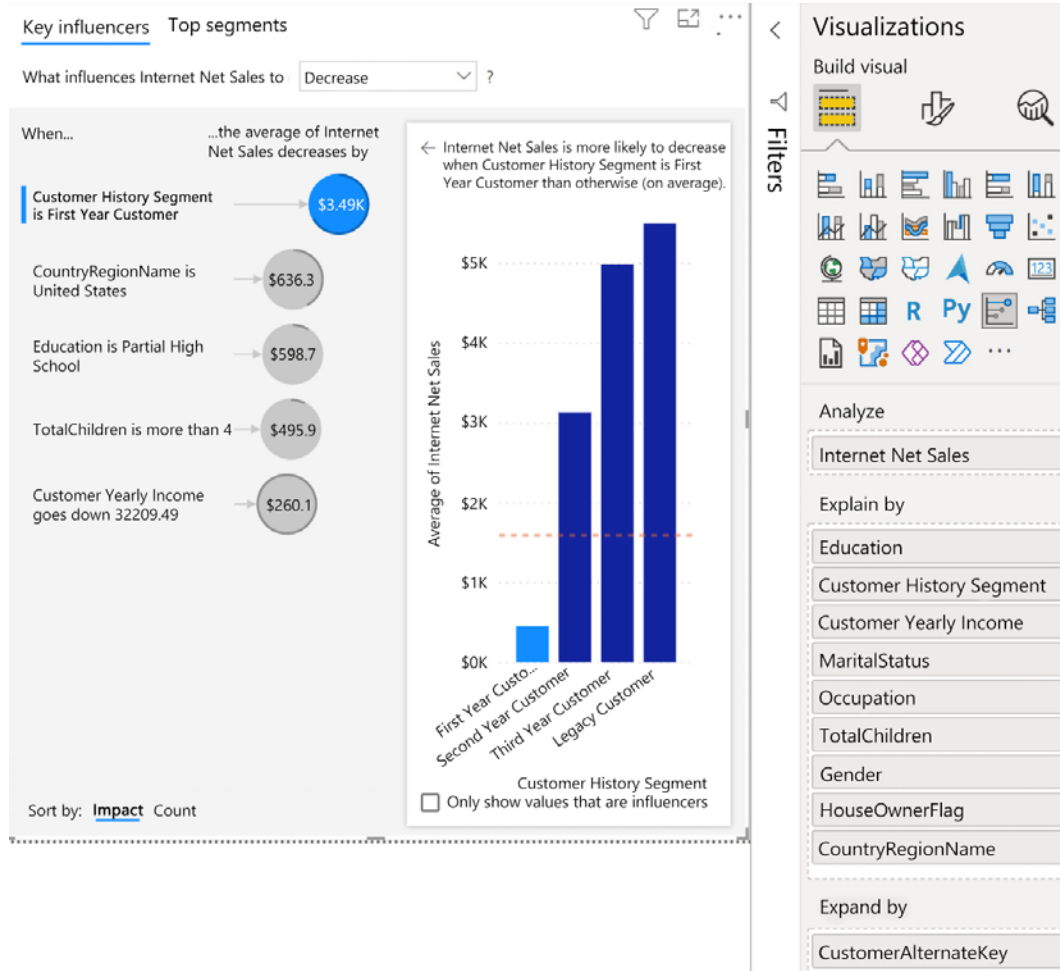 Key influencers Top segments
What influences Internet Net Sales to Decrease ?
When...
...the average of Internet
Net Sales decreases by
Customer History Segment
is First Year Customer
$3.49K
CountryRegionName is
United States
$636.3
Education is Partial High
School
$598.7
TotalChildren is more than 4
$495.9
Customer Yearly Income
goes down 32209.49
$260.1
Sort by: Impact Count
Internet Net Sales is more likely to decrease
when Customer History Segment is First
Year Customer than otherwise (on average).
Average of Internet Net Sales
$5K
$4K
$3K
$2K
$1K
$0K
First Year Custo...
Second Year Customer
Third Year Customer
Legacy Customer
Customer History Segment
Only show values that are influencers
Filters
Visualizations
Build visual
123
R Py
Analyze
Internet Net Sales
Explain by
Education
Customer History Segment
Customer Yearly Income
MaritalStatus
Occupation
TotalChildren
Gender
HouseOwnerFlag
CountryRegionName
Expand by
CustomerAlternateKey